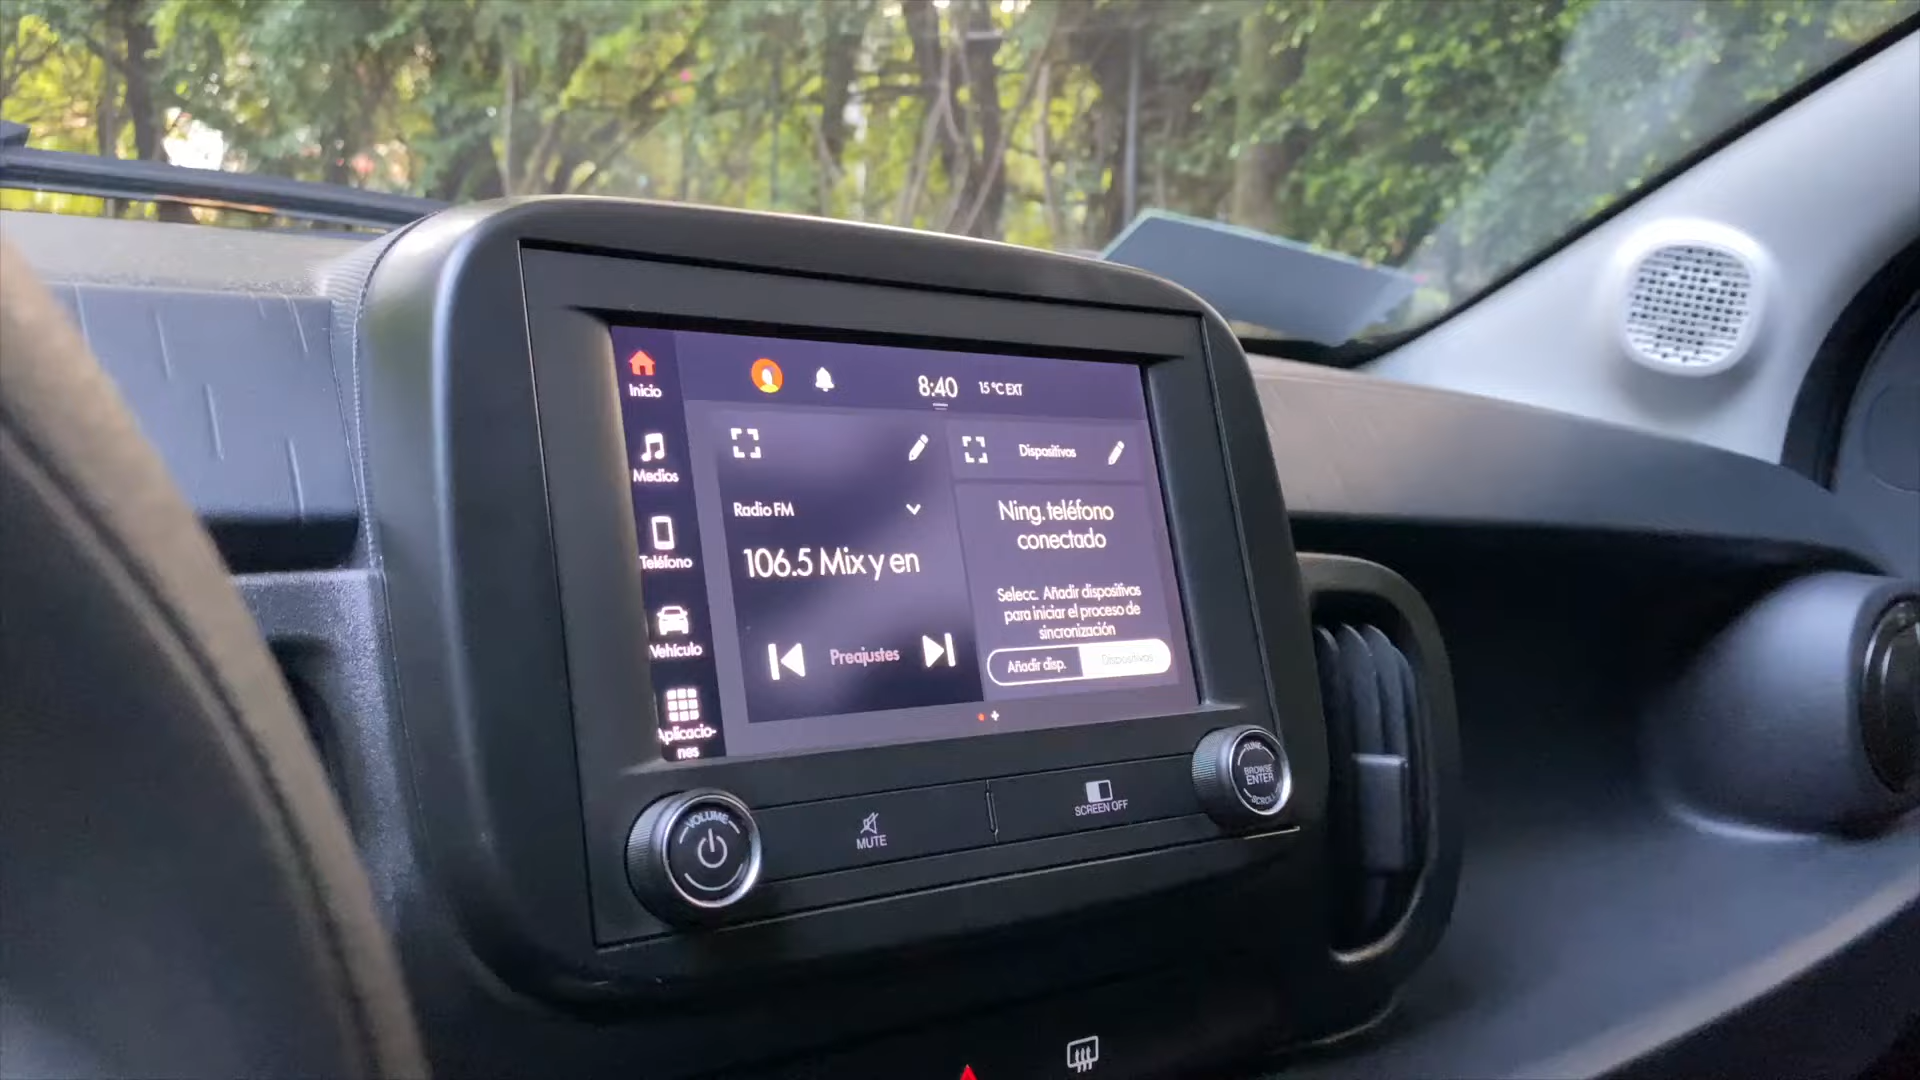 Inicio
8:40 15 °C EXT
Medios
Teléfono
Vehículo
Aplicacio-
nes
Radio FM
106.5 Mix y en
Preajustes
Dispositivos
Ning. teléfono
conectado
Selecc. Añadir dispositivos
para iniciar el proceso de
sincronización
Añadir disp. Dispositivos
VOLUME
MUTE
SCREEN OFF
TUNE
BROWSE
ENTER
SCROLL